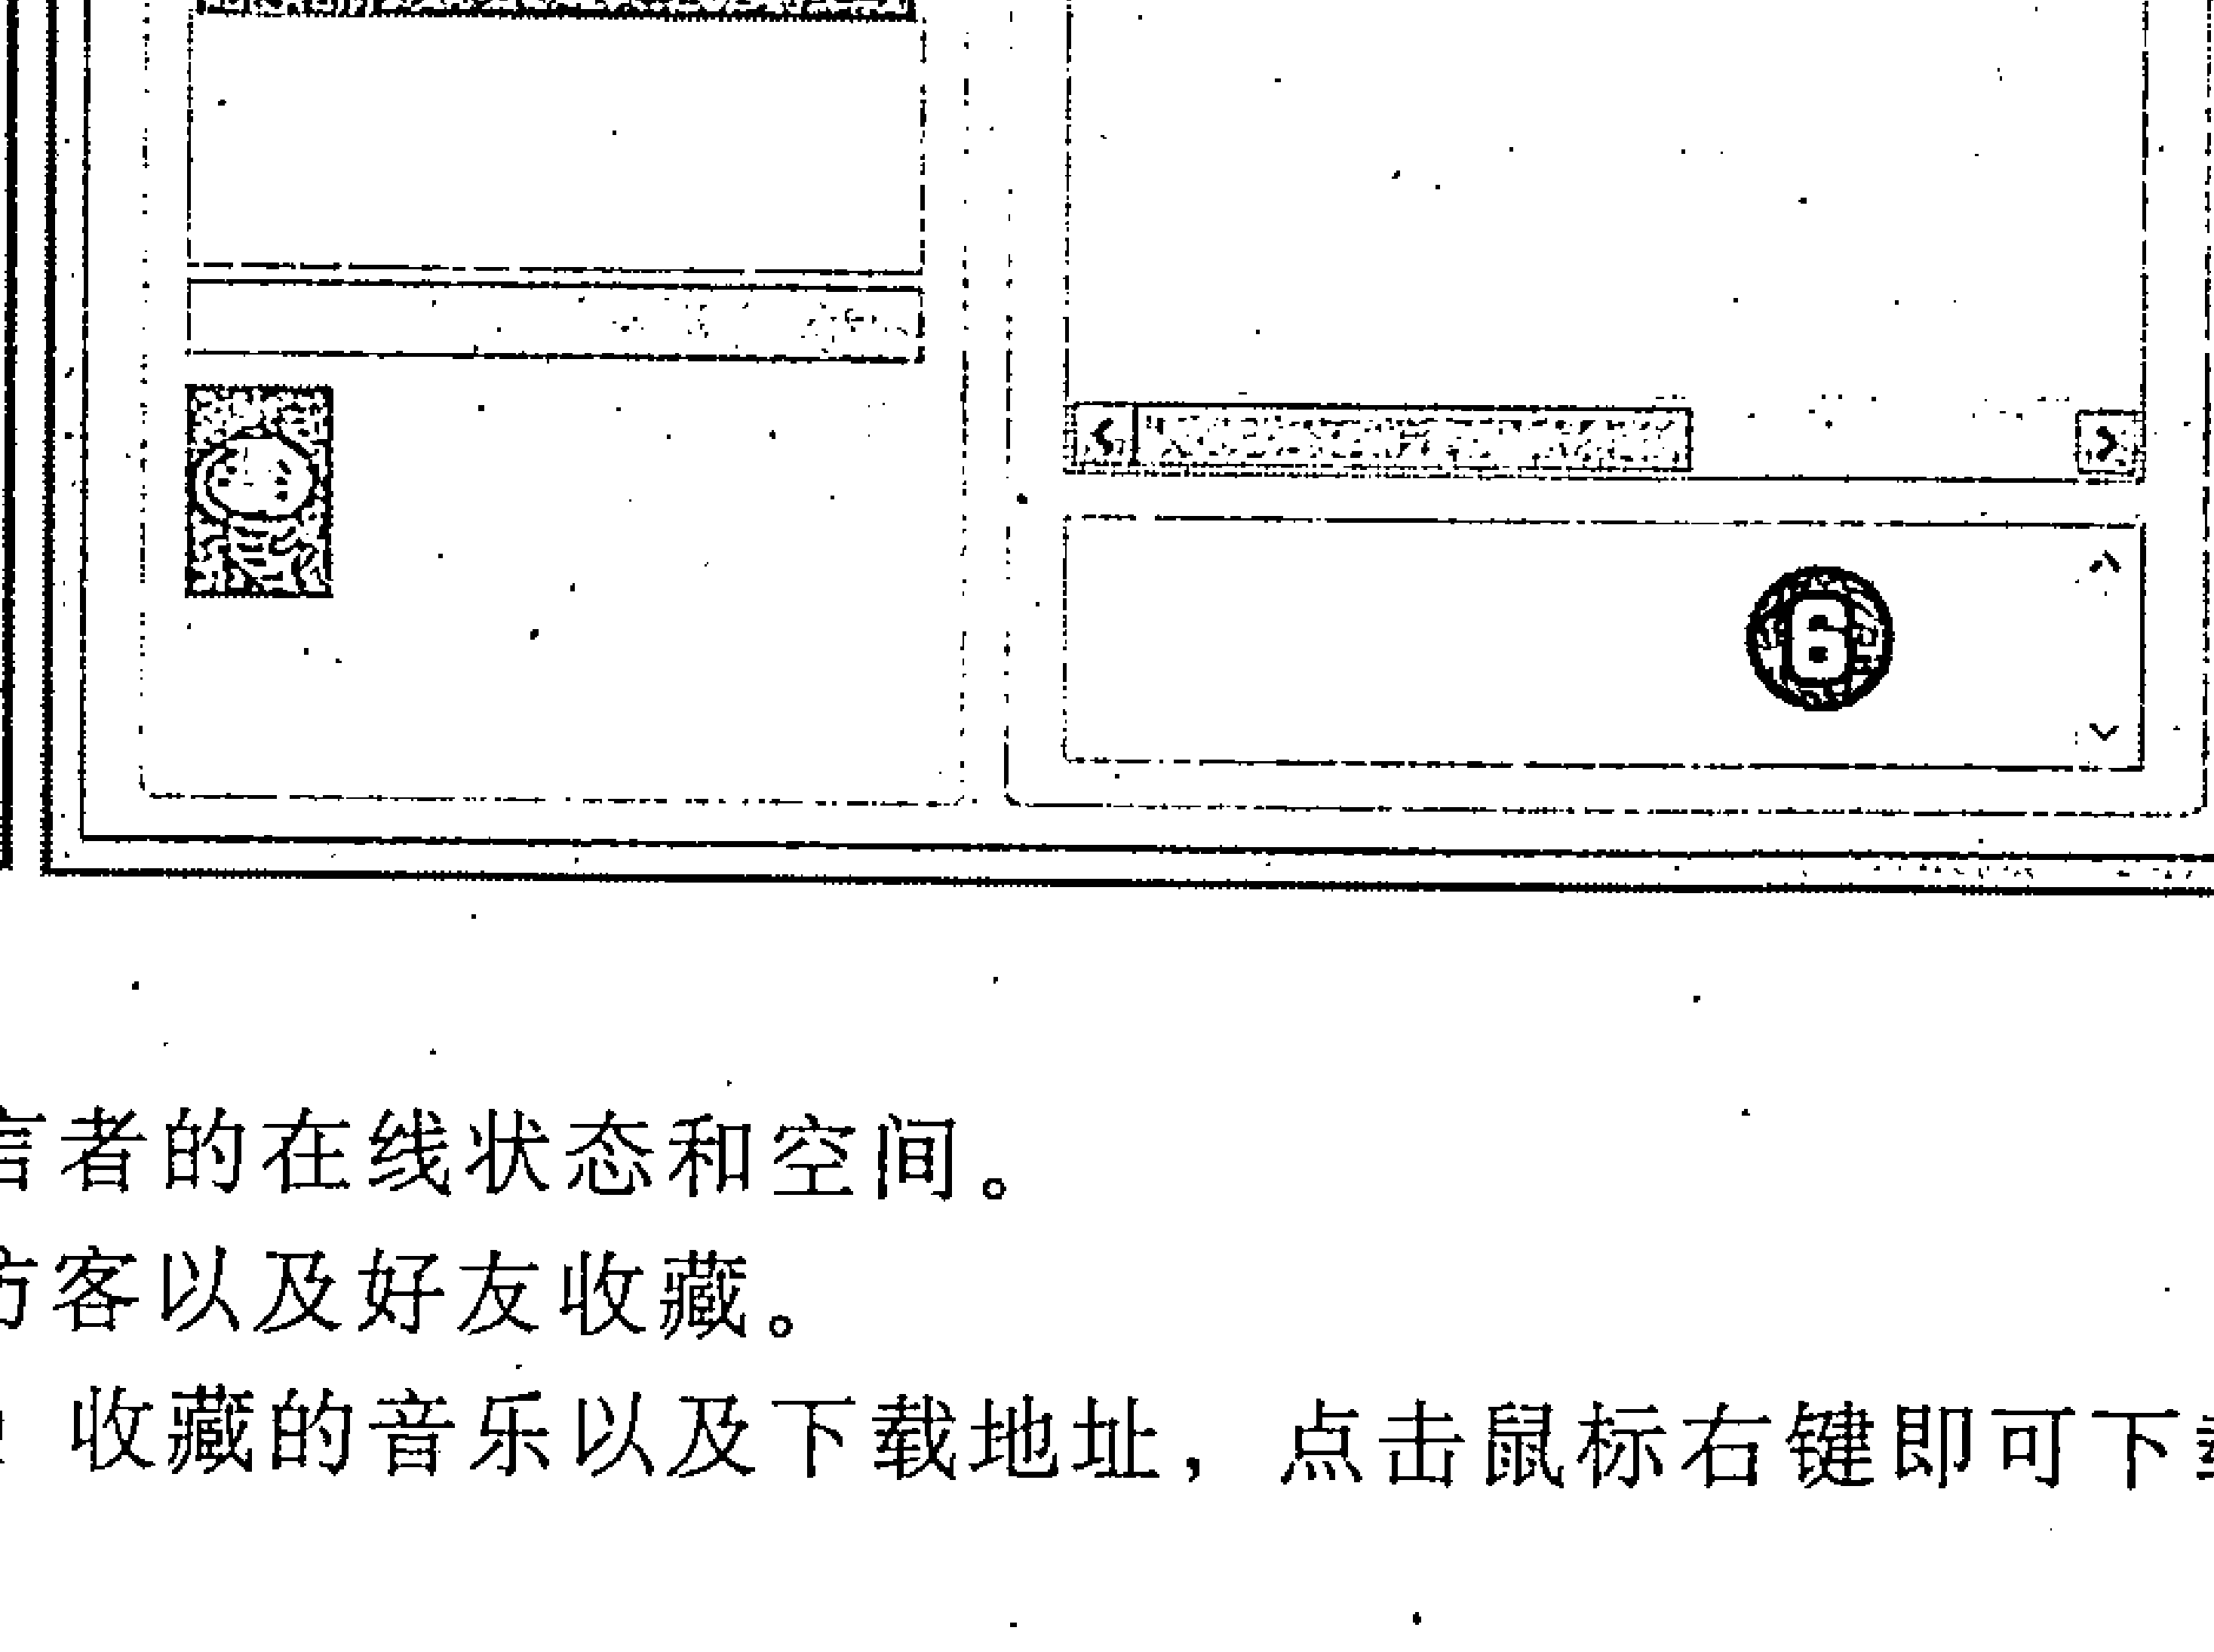 6
者的在线状态和空间。
客以及好友收藏。
收藏的音乐以及下载地址，点击鼠标右键即可下